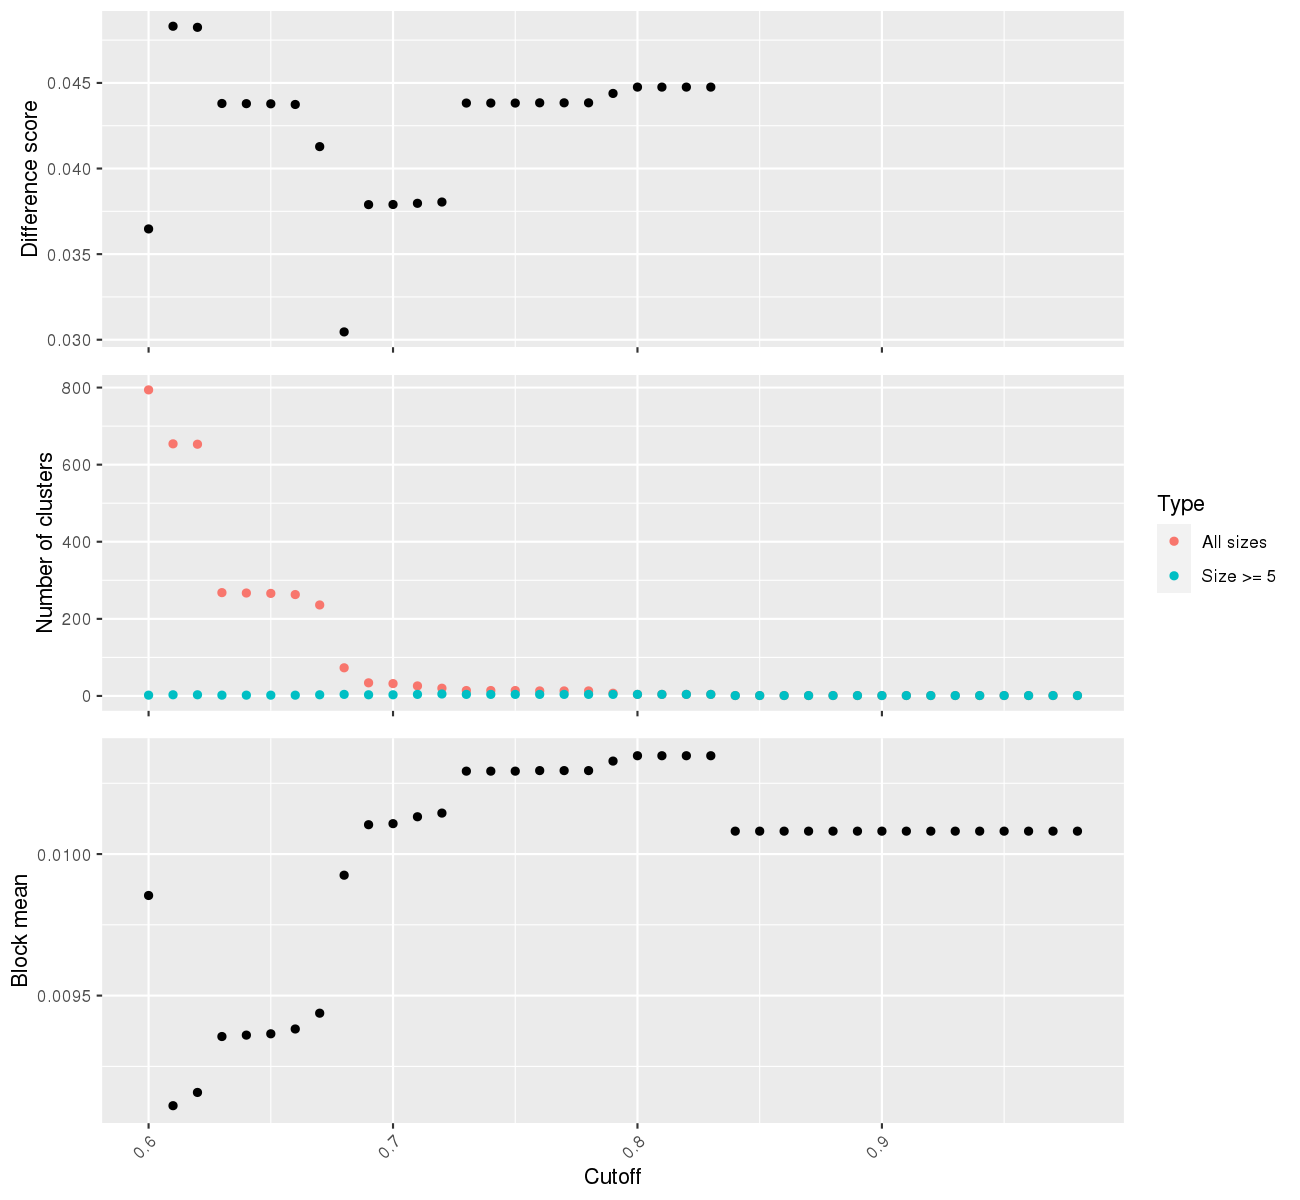 Difference score
0.045
0.040
0.035
0.030
Number of clusters
800
600
400
200
0
Type
All sizes
Size >= 5
Block mean
0.0100
0.0095
0.6
0.7
0.8
0.9
Cutoff